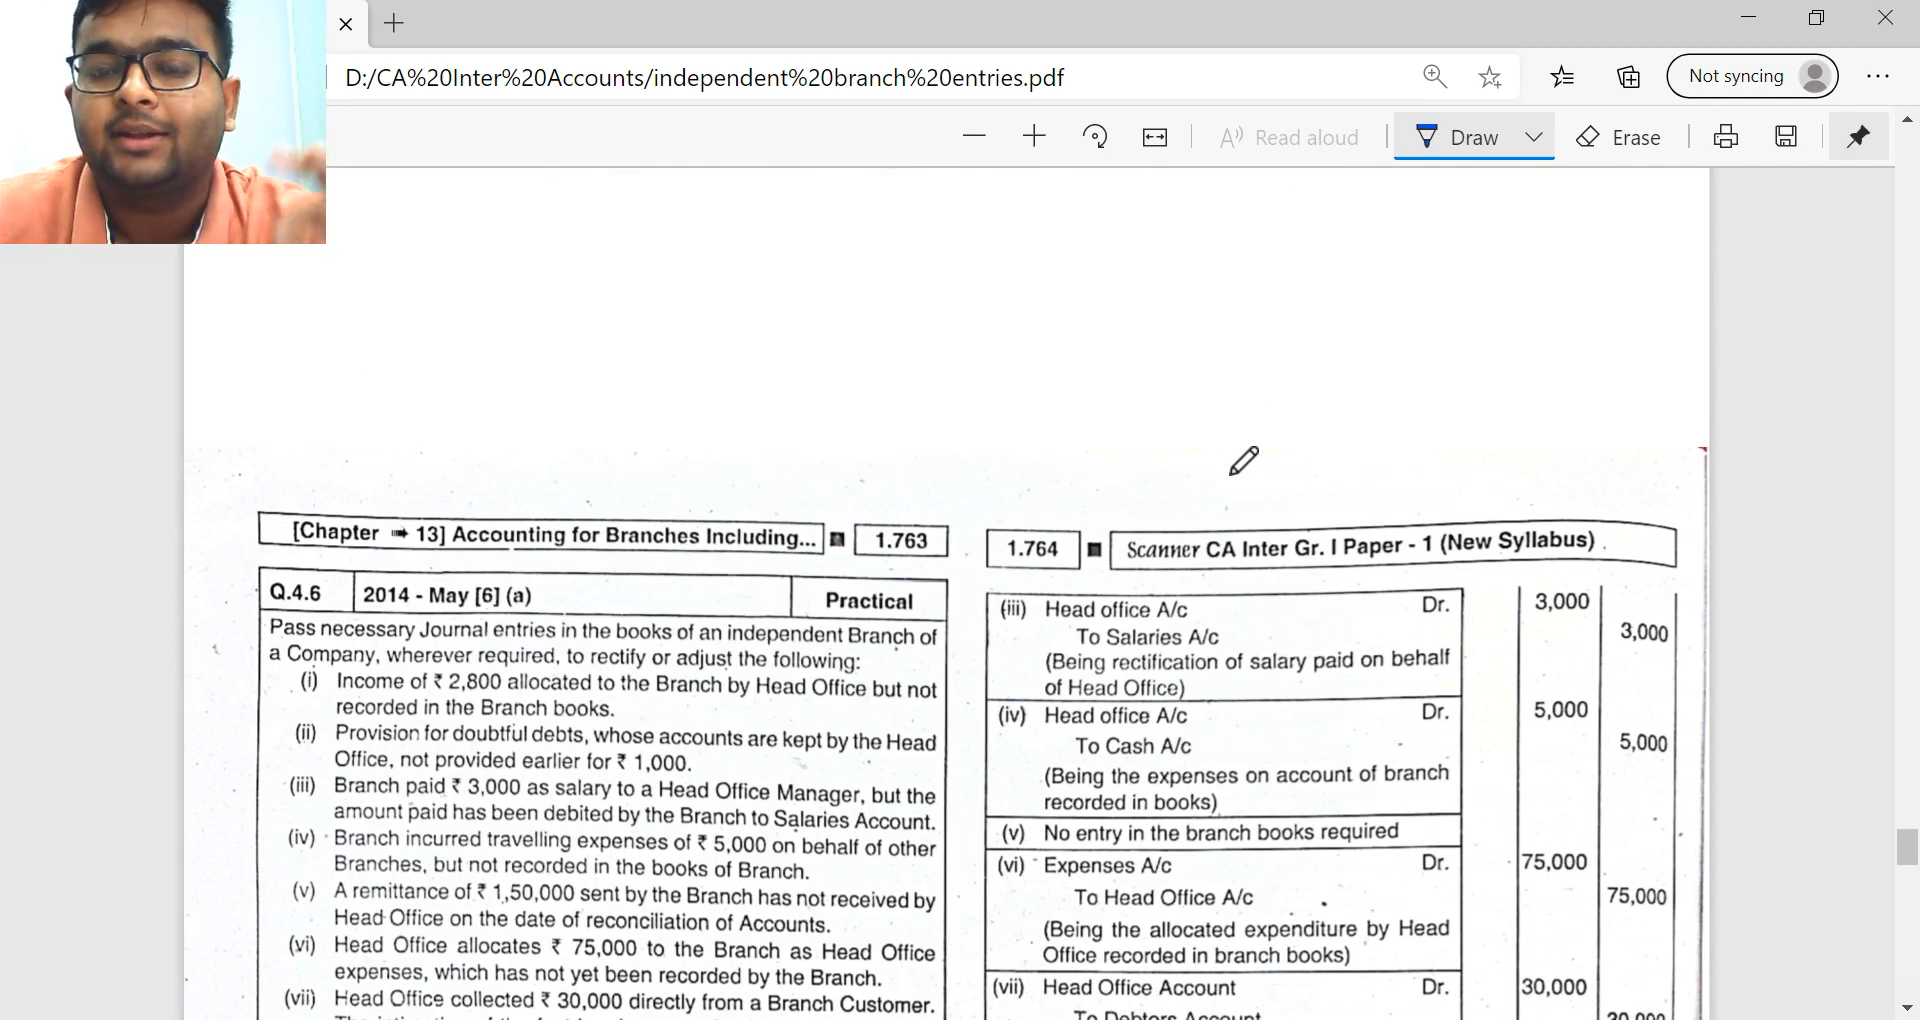 D:/CA%20Inter%20Accounts/independent%20branch%20entries.pdf
Not syncing
Read aloud
Draw
Erase
[Chapter ➠ 13] Accounting for Branches Including... ■ 1.763
Q.4.6 2014 - May [6] (a) Practical
Pass necessary Journal entries in the books of an independent Branch of
a Company, wherever required, to rectify or adjust the following:
(i) Income of ₹ 2,800 allocated to the Branch by Head Office but not
recorded in the Branch books.
(ii) Provision for doubtful debts, whose accounts are kept by the Head
Office, not provided earlier for ₹ 1,000.
(iii) Branch paid ₹ 3,000 as salary to a Head Office Manager, but the
amount paid has been debited by the Branch to Salaries Account.
(iv) Branch incurred travelling expenses of ₹ 5,000 on behalf of other
Branches, but not recorded in the books of Branch.
(v) A remittance of ₹ 1,50,000 sent by the Branch has not received by
Head Office on the date of reconciliation of Accounts.
(vi) Head Office allocates ₹ 75,000 to the Branch as Head Office
expenses, which has not yet been recorded by the Branch.
(vii) Head Office collected ₹ 30,000 directly from a Branch Customer.
1.764 ■ Scanner CA Inter Gr. I Paper - 1 (New Syllabus)
(iii) Head office A/c Dr. 3,000
To Salaries A/c 3,000
(Being rectification of salary paid on behalf
of Head Office)
(iv) Head office A/c Dr. 5,000
To Cash A/c 5,000
(Being the expenses on account of branch
recorded in books)
(v) No entry in the branch books required
(vi) Expenses A/c Dr. 75,000
To Head Office A/c 75,000
(Being the allocated expenditure by Head
Office recorded in branch books)
(vii) Head Office Account Dr. 30,000
To Debtors Account 30,000